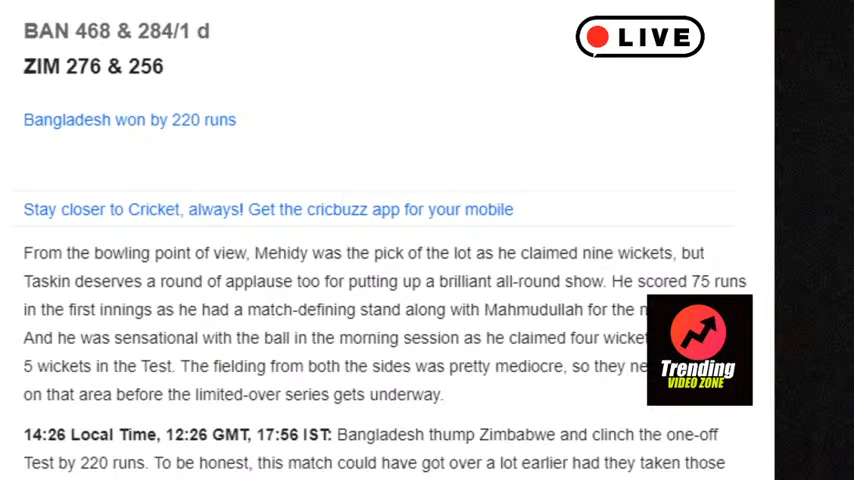 BAN 468 & 284/1 d
LIVE
ZIM 276 & 256
Bangladesh won by 220 runs
Stay closer to Cricket, always! Get the cricbuzz app for your mobile
From the bowling point of view, Mehidy was the pick of the lot as he claimed nine wickets, but
Taskin deserves a round of applause too for putting up a brilliant all-round show. He scored 75 runs
in the first innings as he had a match-defining stand along with Mahmudullah for the
And he was sensational with the ball in the morning session as he claimed four
5 wickets in the Test. The fielding from both the sides was pretty mediocre, so they
on that area before the limited-over series gets underway.
Trending
VIDEO ZONE
14:26 Local Time, 12:26 GMT, 17:56 IST: Bangladesh thump Zimbabwe and clinch the one-off
Test by 220 runs. To be honest, this match could have got over a lot earlier had they taken those